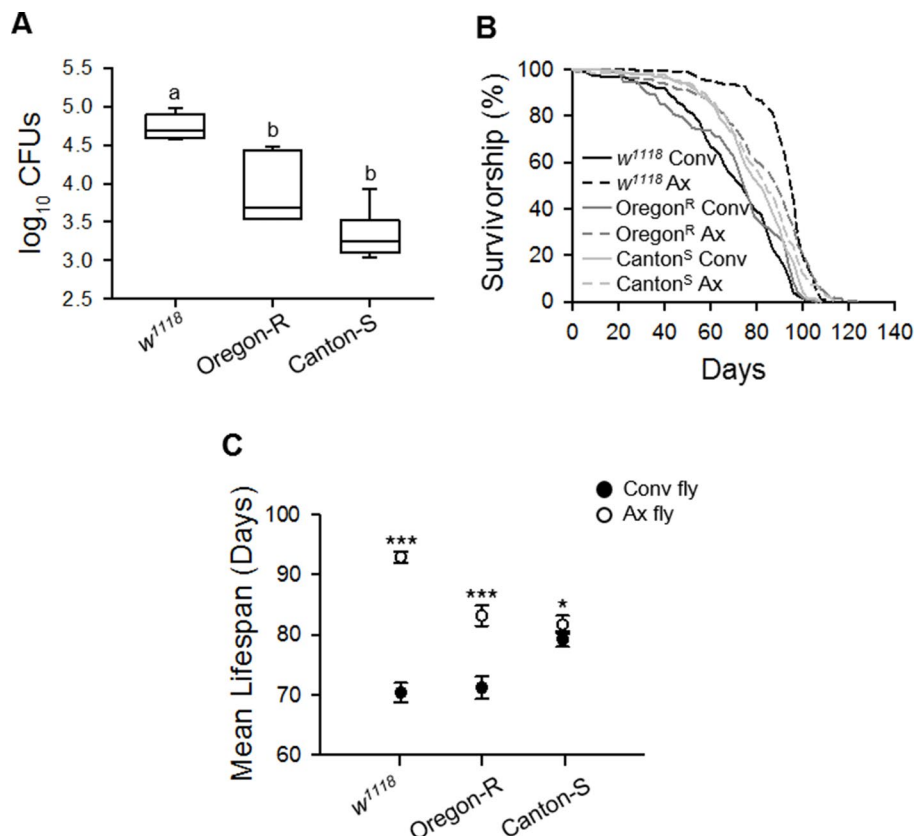 A
log10 CFUs
5.5
5.0
4.5
4.0
3.5
3.0
2.5
a
b
b
w1118
Oregon-R
Canton-S
B
Survivorship (%)
100
80
60
40
20
0
w1118 Conv
w1118 Ax
OregonR Conv
OregonR Ax
CantonS Conv
CantonS Ax
0 20 40 60 80 100 120 140
Days
C
Conv fly
Ax fly
Mean Lifespan (Days)
100
90
80
70
60
***
***
*
w1118
Oregon-R
Canton-S